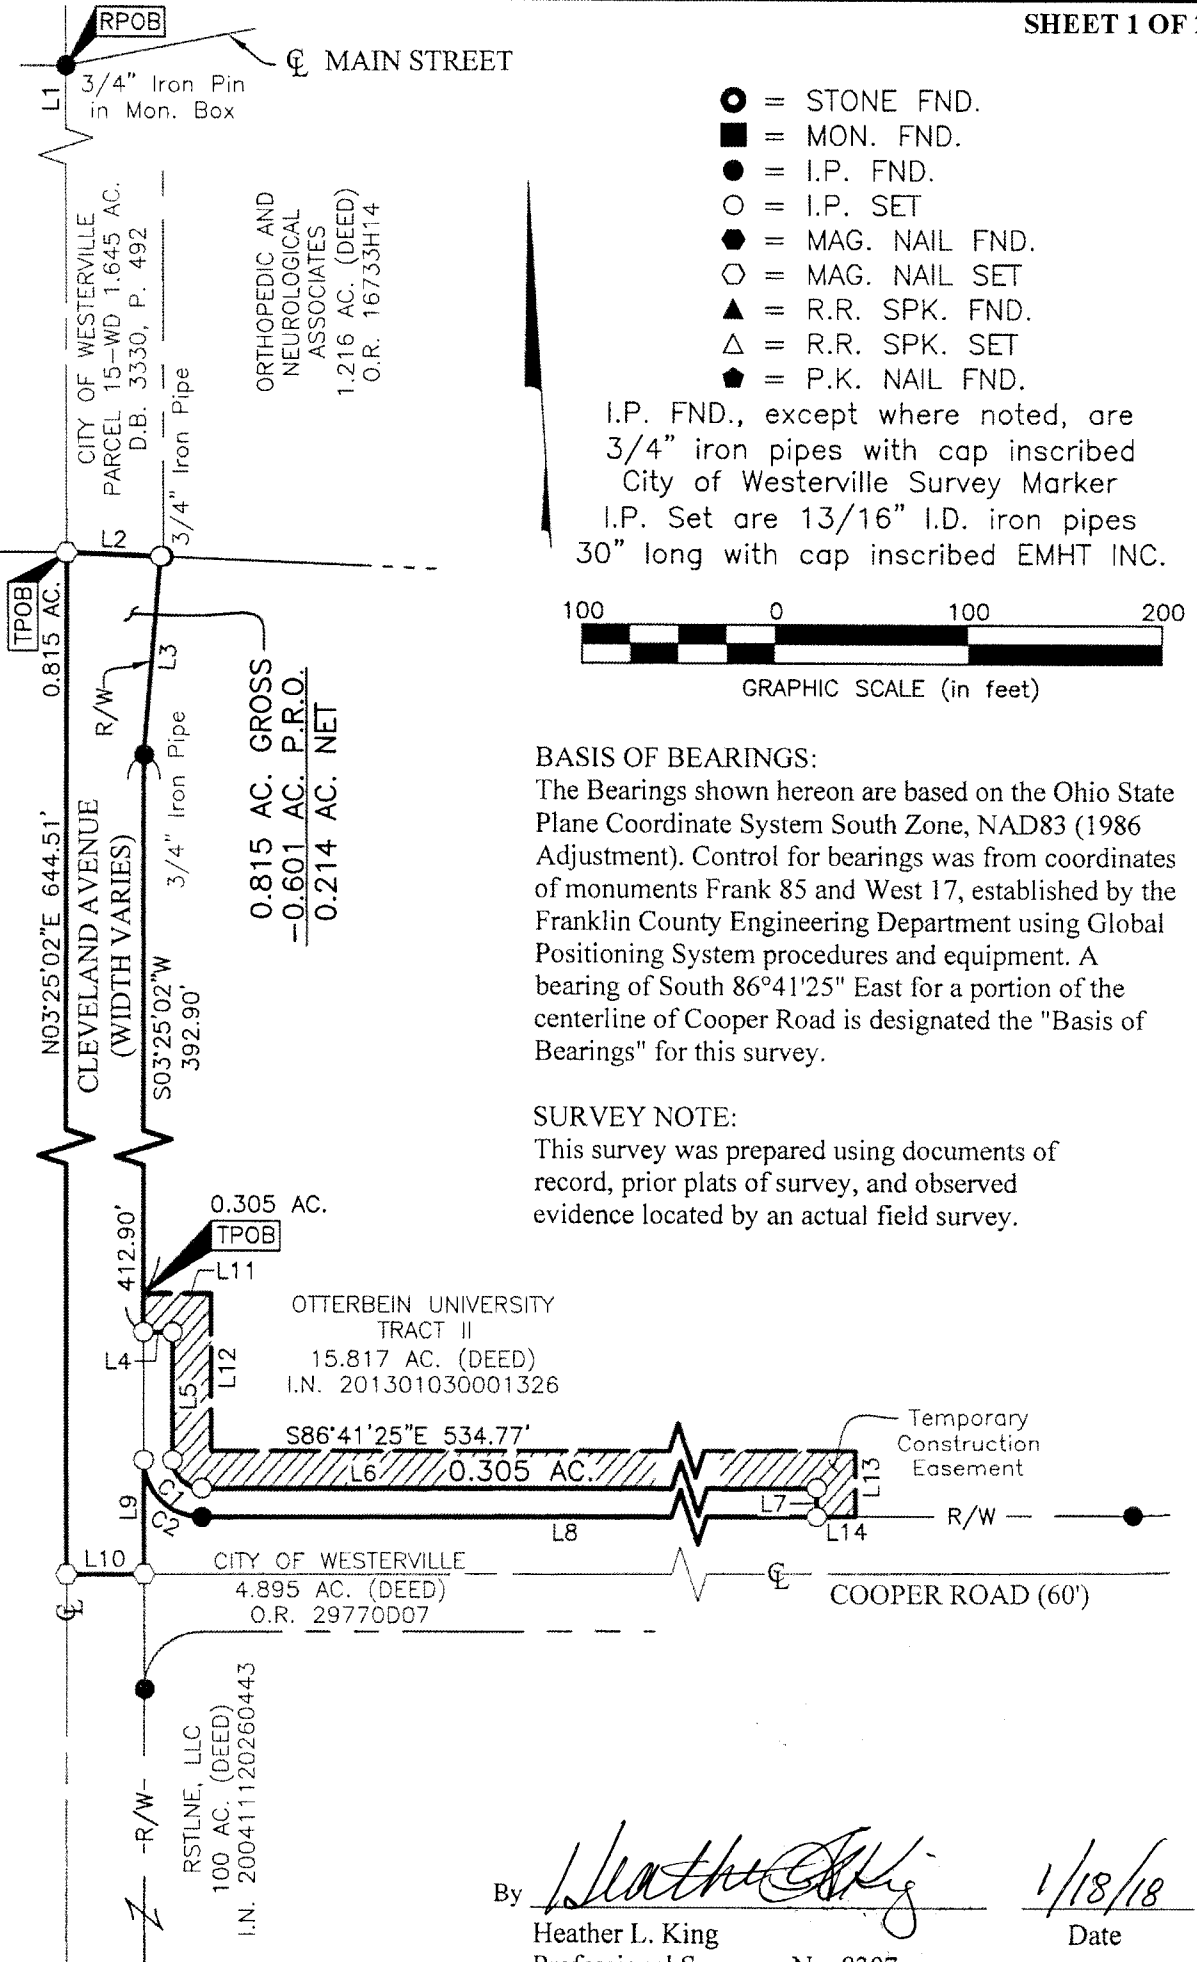 SHEET 1 OF
RPOB
℄ MAIN STREET
3/4" Iron Pin
in Mon. Box
L1
= STONE FND.
= MON. FND.
= I.P. FND.
= I.P. SET
= MAG. NAIL FND.
= MAG. NAIL SET
= R.R. SPK. FND.
= R.R. SPK. SET
= P.K. NAIL FND.
I.P. FND., except where noted, are
3/4" iron pipes with cap inscribed
City of Westerville Survey Marker
I.P. Set are 13/16" I.D. iron pipes
30" long with cap inscribed EMHT INC.
CITY OF WESTERVILLE
PARCEL 15-WD 1.645 AC.
D.B. 3330, P. 492
3/4" Iron Pipe
ORTHOPEDIC AND
NEUROLOGICAL
ASSOCIATES
1.216 AC. (DEED)
O.R. 16733H14
L2
TPOB
0.815 AC.
100 0 100 200
GRAPHIC SCALE (in feet)
R/W
L3
3/4" Iron Pipe
0.815 AC. GROSS
-0.601 AC. P.R.O.
0.214 AC. NET
N03°25'02"E 644.51'
CLEVELAND AVENUE
(WIDTH VARIES)
S03°25'02"W
392.90'
BASIS OF BEARINGS:
The Bearings shown hereon are based on the Ohio State
Plane Coordinate System South Zone, NAD83 (1986
Adjustment). Control for bearings was from coordinates
of monuments Frank 85 and West 17, established by the
Franklin County Engineering Department using Global
Positioning System procedures and equipment. A
bearing of South 86°41'25" East for a portion of the
centerline of Cooper Road is designated the "Basis of
Bearings" for this survey.
SURVEY NOTE:
This survey was prepared using documents of
record, prior plats of survey, and observed
evidence located by an actual field survey.
412.90'
0.305 AC.
TPOB
L11
L4
L5
L12
OTTERBEIN UNIVERSITY
TRACT II
15.817 AC. (DEED)
I.N. 201301030001326
S86°41'25"E 534.77'
L6
0.305 AC.
Temporary
Construction
Easement
L13
L7
L14
R/W
C1
C2
L9
L8
L10
CITY OF WESTERVILLE
4.895 AC. (DEED)
O.R. 29770D07
℄
COOPER ROAD (60')
℄
R/W
RSTLNE, LLC
100 AC. (DEED)
I.N. 200411120260443
By Heather L King 1/18/18
Heather L. King Date